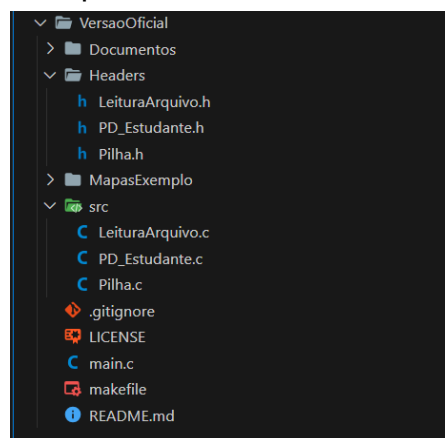 VersaoOficial
Documentos
Headers
h LeituraArquivo.h
h PD_Estudante.h
h Pilha.h
MapasExemplo
src
C LeituraArquivo.c
C PD_Estudante.c
C Pilha.c
.gitignore
LICENSE
C main.c
makefile
README.md